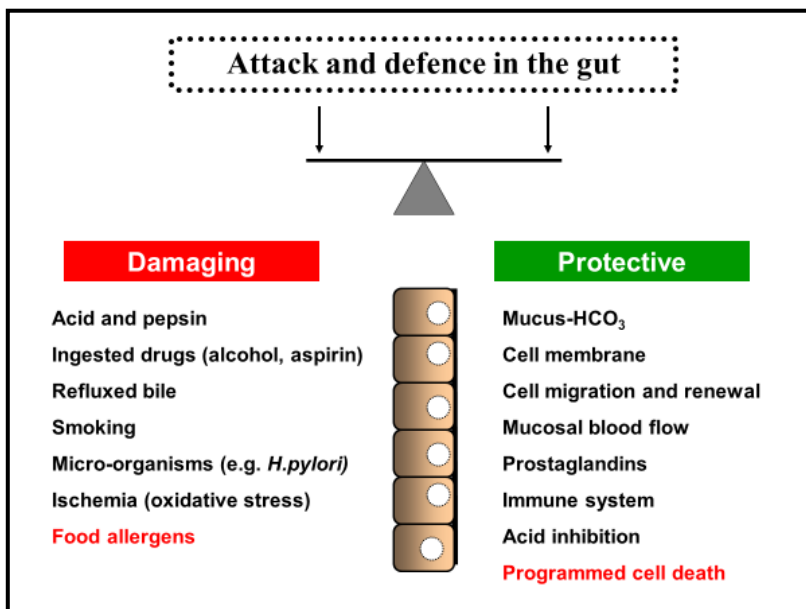 Attack and defence in the gut
Damaging
Acid and pepsin
Ingested drugs (alcohol, aspirin)
Refluxed bile
Smoking
Micro-organisms (e.g. H.pylori)
Ischemia (oxidative stress)
Food allergens
Protective
Mucus-HCO₃
Cell membrane
Cell migration and renewal
Mucosal blood flow
Prostaglandins
Immune system
Acid inhibition
Programmed cell death